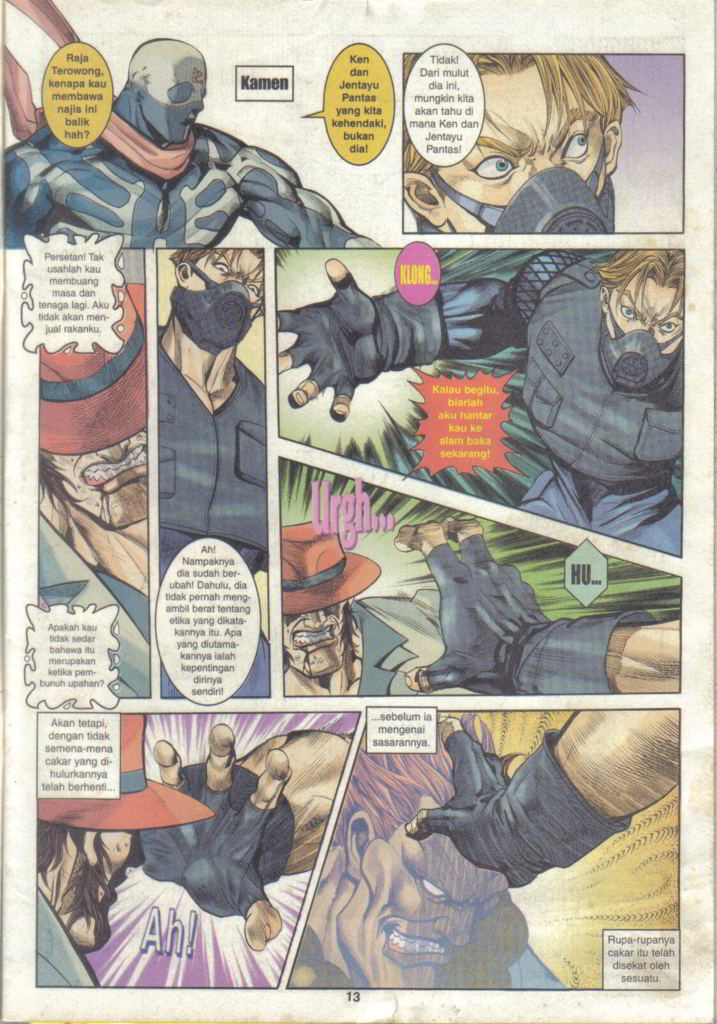 Raja
Terowong,
kenapa kau
membawa
najis ini
balik
hah?
Kamen
Ken
dan
Jentayu
Pantas
yang kita
kehendaki,
bukan
dia!
Tidak!
Dari mulut
dia ini,
mungkin kita
akan tahu di
mana Ken dan
Jentayu
Pantas!
Persetan! Tak
usahlah kau
membuang
masa dan
tenaga lagi. Aku
tidak akan men-
jual rakanku.
Apakah kau
tidak sedar
bahawa itu
merupakan
ketika pem-
bunuh upahan?
Ah!
Nampaknya
dia sudah ber-
ubah! Dahulu, dia
tidak pernah meng-
ambil berat tentang
etika yang dikata-
kannya itu. Apa
yang diutama-
kannya ialah
kepentingan
dirinya
sendiri!
KLONG...
Kalau begitu,
biarlah
aku hantar
kau ke
alam baka
sekarang!
Urgh...
HU...
Akan tetapi,
dengan tidak
semena-mena
cakar yang di-
hulurkannya
telah berhenti...
Ah!
...sebelum ia
mengenai
sasarannya.
Rupa-rupanya
cakar itu telah
disekat oleh
sesuatu.
13